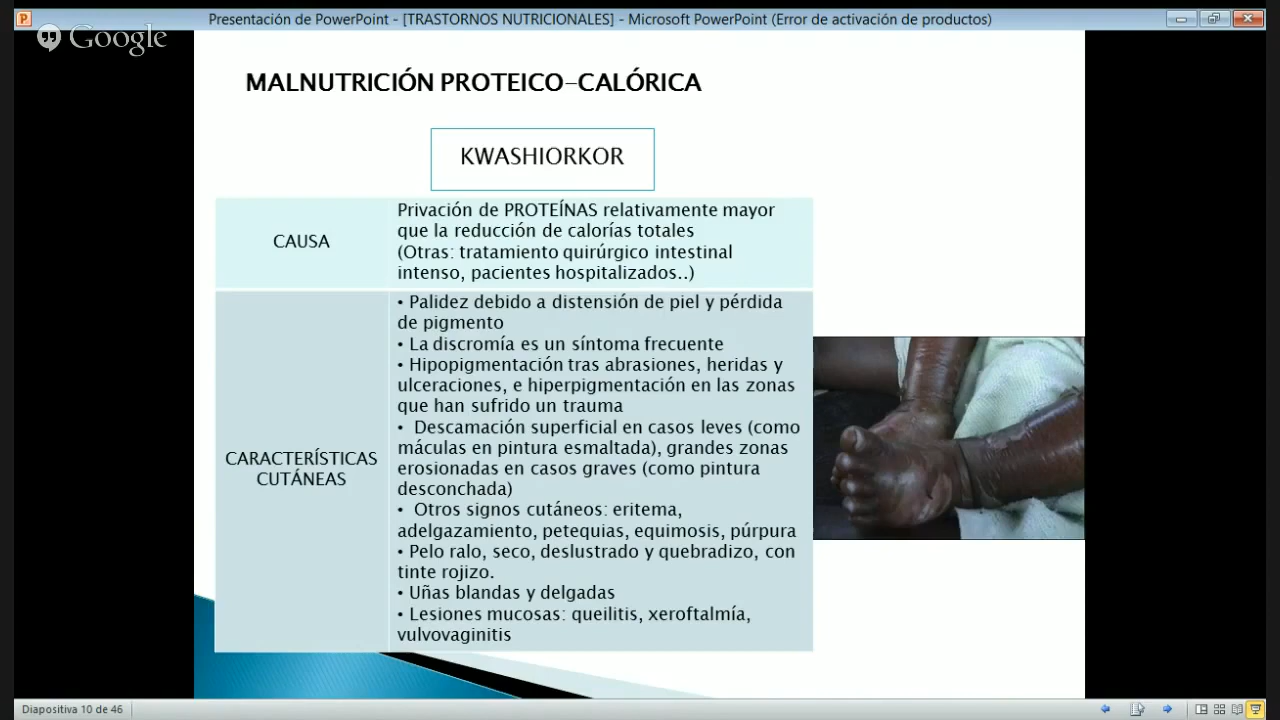 Presentación de PowerPoint - [TRASTORNOS NUTRICIONALES] - Microsoft PowerPoint (Error de activación de productos)
Google
MALNUTRICIÓN PROTEICO-CALÓRICA
KWASHIORKOR
CAUSA
Privación de PROTEÍNAS relativamente mayor
que la reducción de calorías totales
(Otras: tratamiento quirúrgico intestinal
intenso, pacientes hospitalizados..)
CARACTERÍSTICAS
CUTÁNEAS
• Palidez debido a distensión de piel y pérdida
de pigmento
• La discromía es un síntoma frecuente
• Hipopigmentación tras abrasiones, heridas y
ulceraciones, e hiperpigmentación en las zonas
que han sufrido un trauma
• Descamación superficial en casos leves (como
máculas en pintura esmaltada), grandes zonas
erosionadas en casos graves (como pintura
desconchada)
• Otros signos cutáneos: eritema,
adelgazamiento, petequias, equimosis, púrpura
• Pelo ralo, seco, deslustrado y quebradizo, con
tinte rojizo.
• Uñas blandas y delgadas
• Lesiones mucosas: queilitis, xeroftalmía,
vulvovaginitis
Diapositiva 10 de 46